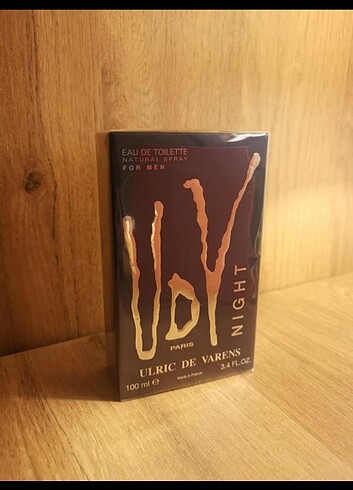 EAU DE TOILETTE
NATURAL SPRAY
FOR MEN
UDV
NIGHT
PARIS
ULRIC DE VARENS
100 ml e 3.4 FL.OZ.
Made in France